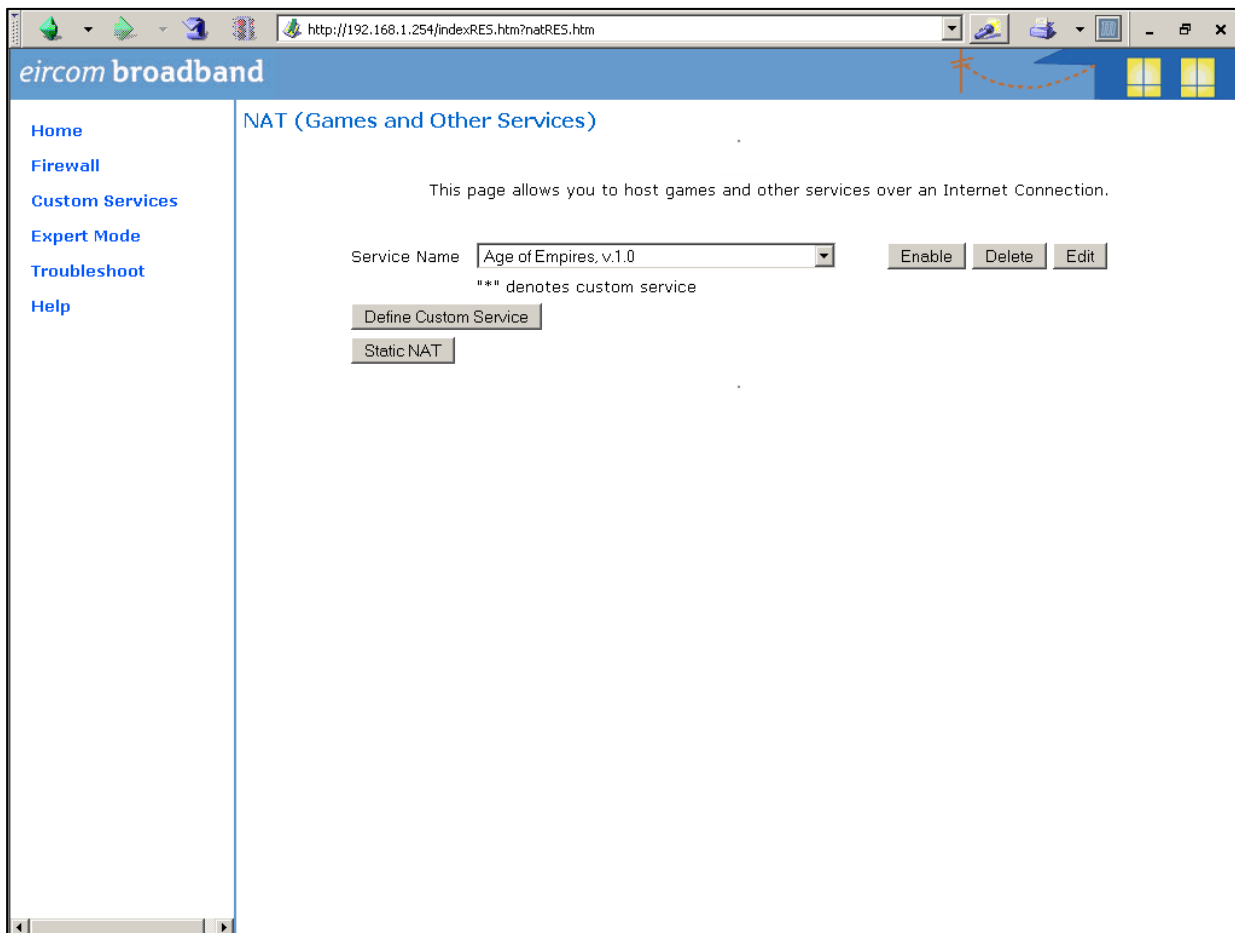 http://192.168.1.254/indexRES.htm?natRES.htm
eircom broadband
Home
Firewall
Custom Services
Expert Mode
Troubleshoot
Help
NAT (Games and Other Services)
This page allows you to host games and other services over an Internet Connection.
Service Name Age of Empires, v.1.0 Enable Delete Edit
"*" denotes custom service
Define Custom Service
Static NAT